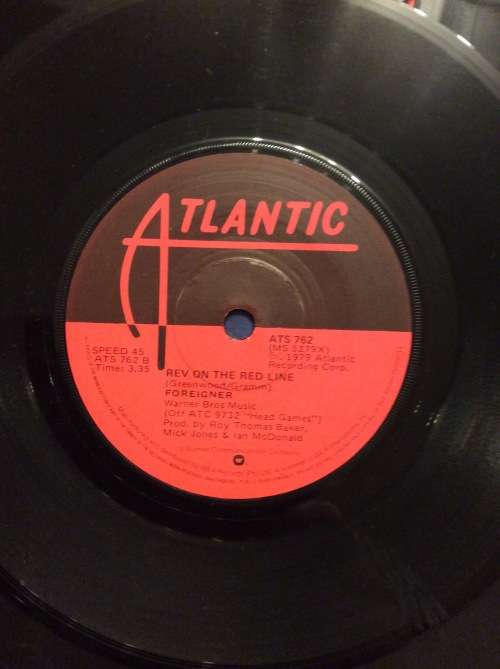 ATLANTIC
SPEED 45
ATS 762 B
Time: 3.35
ATS 762
(MS 5279X)
℗ 1979 Atlantic
Recording Corp.
REV ON THE RED LINE
(Greenwood/Gramm)
FOREIGNER
Warner Bros Music
(Off ATC 9732 "Head Games")
Prod. by Roy Thomas Baker,
Mick Jones & Ian McDonald